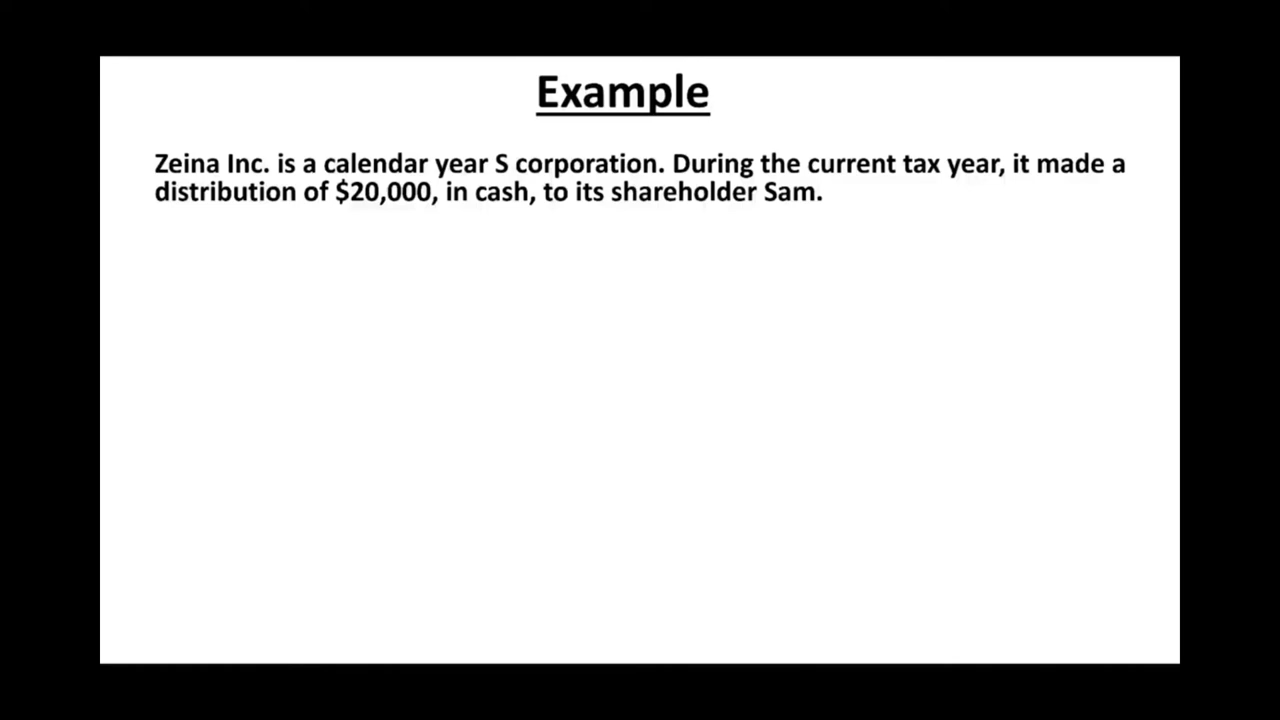 Example
Zeina Inc. is a calendar year S corporation. During the current tax year, it made a
distribution of $20,000, in cash, to its shareholder Sam.